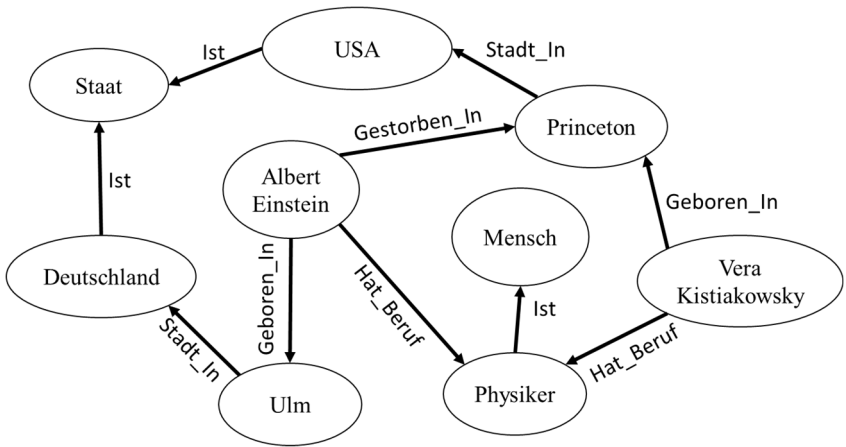 USA
Ist
Stadt_In
Staat
Gestorben_In
Princeton
Albert
Einstein
Ist
Geboren_In
Mensch
Vera
Kistiakowsky
Deutschland
Geboren_In
Hat_Beruf
Ist
Stadt_In
Hat_Beruf
Ulm
Physiker